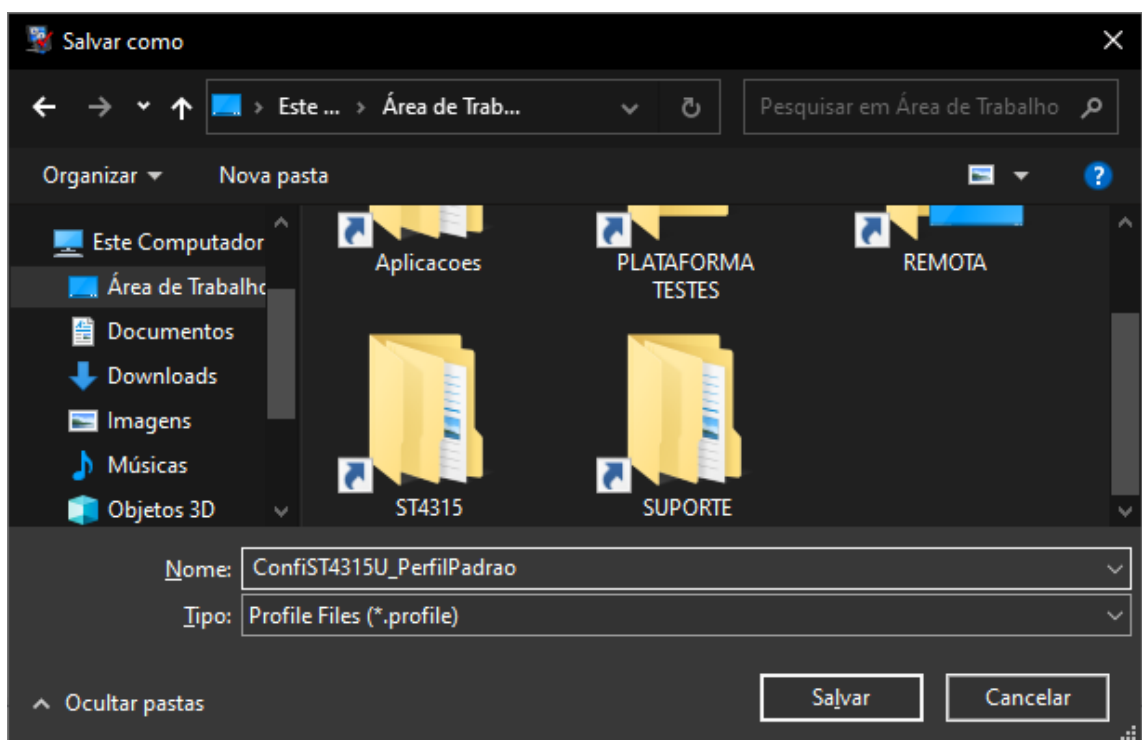 Salvar como
Este ... > Área de Trab...
Pesquisar em Área de Trabalho
Organizar
Nova pasta
Este Computador
Área de Trabalho
Documentos
Downloads
Imagens
Músicas
Objetos 3D
Aplicacoes
PLATAFORMA
TESTES
REMOTA
ST4315
SUPORTE
Nome: ConfiST4315U_PerfilPadrao
Tipo: Profile Files (*.profile)
Ocultar pastas
Salvar
Cancelar